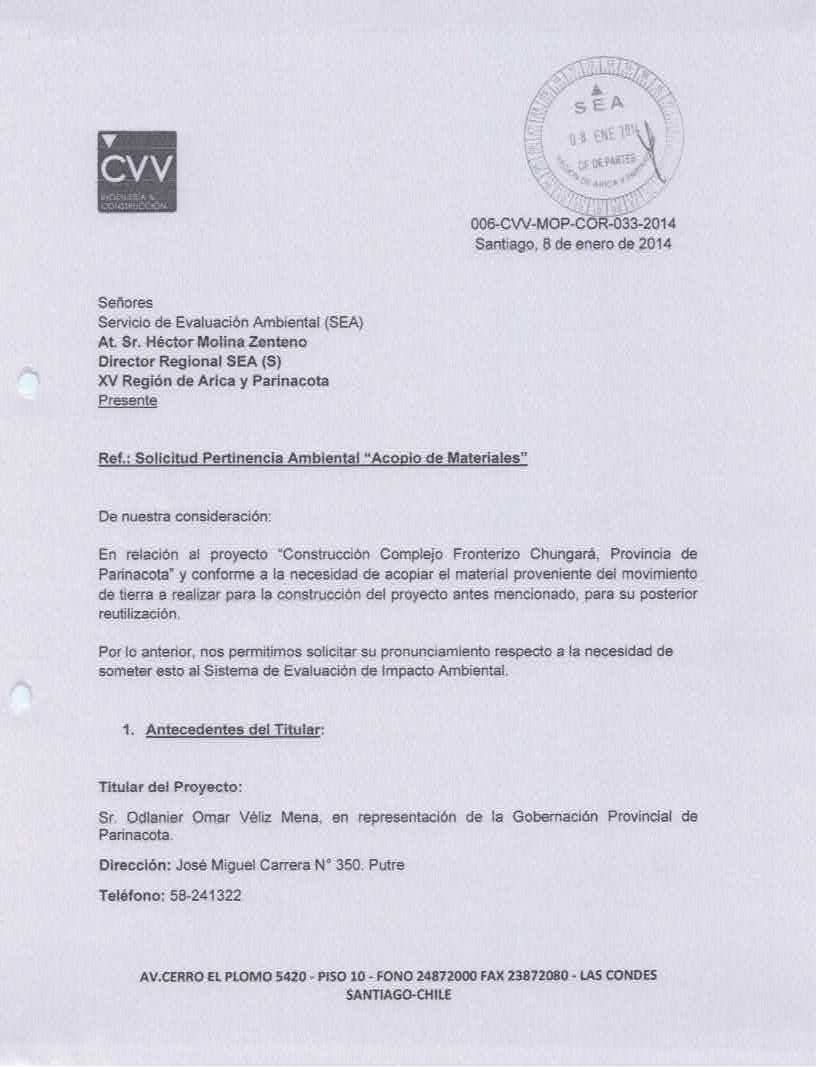 SEA
08 ENE 2014
OF DE PARTES
REGION DE ARICA Y PARINACOTA
CVV
INGENIERÍA &
CONSTRUCCIÓN
006-CVV-MOP-COR-033-2014
Santiago, 8 de enero de 2014
Señores
Servicio de Evaluación Ambiental (SEA)
At. Sr. Héctor Molina Zenteno
Director Regional SEA (S)
XV Región de Arica y Parinacota
Presente
Ref.: Solicitud Pertinencia Ambiental “Acopio de Materiales”
De nuestra consideración:
En relación al proyecto “Construcción Complejo Fronterizo Chungará, Provincia de
Parinacota” y conforme a la necesidad de acopiar el material proveniente del movimiento
de tierra a realizar para la construcción del proyecto antes mencionado, para su posterior
reutilización.
Por lo anterior, nos permitimos solicitar su pronunciamiento respecto a la necesidad de
someter esto al Sistema de Evaluación de Impacto Ambiental.
1. Antecedentes del Titular:
Titular del Proyecto:
Sr. Odlanier Omar Véliz Mena, en representación de la Gobernación Provincial de
Parinacota.
Dirección: José Miguel Carrera N° 350. Putre
Teléfono: 58-241322
AV.CERRO EL PLOMO 5420 - PISO 10 - FONO 24872000 FAX 23872080 - LAS CONDES
SANTIAGO-CHILE